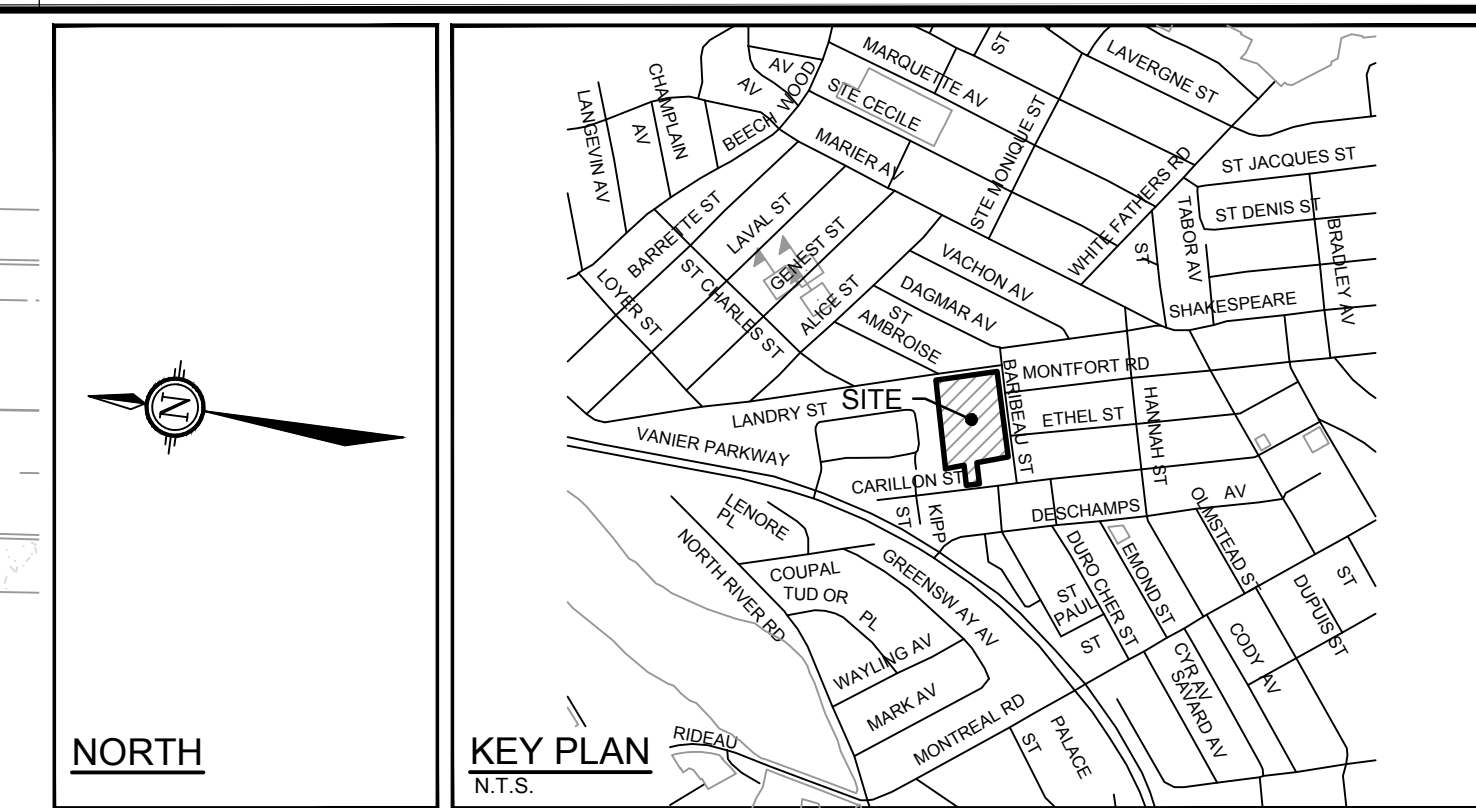 N
NORTH
KEY PLAN
N.T.S.
LANGEVIN AV
CHAMPLAIN
AV
AV
AV
BEECH WOOD
MARQUETTE AV
STE CECILE
MARIER AV
ST
LAVERGNE ST
STE MONIQUE ST
WHITE FATHERS RD
ST JACQUES ST
ST DENIS ST
TABOR AV
ST
BRADLEY AV
SHAKESPEARE
BARRETTE ST
LAVAL ST
GENEST ST
LOYER ST
ST CHARLES ST
ALICE ST
VACHON AV
DAGMAR AV
ST
AMBROISE
MONTFORT RD
BARIBEAU ST
ETHEL ST
HANNAH ST
SITE
LANDRY ST
VANIER PARKWAY
CARILLON ST
KIPP
ST
DESCHAMPS
AV
OLMSTEAD ST
LENORE
PL
NORTH RIVER RD
COUPAL
TUD OR
PL
GREENSW AY AV
WAYLING AV
MARK AV
MONTREAL RD
RIDEAU
ST
PAUL
ST
DURO CHER ST
EMOND ST
CYR AV
SAVARD AV
CODY AV
DUPUIS ST
ST
PALACE
ST